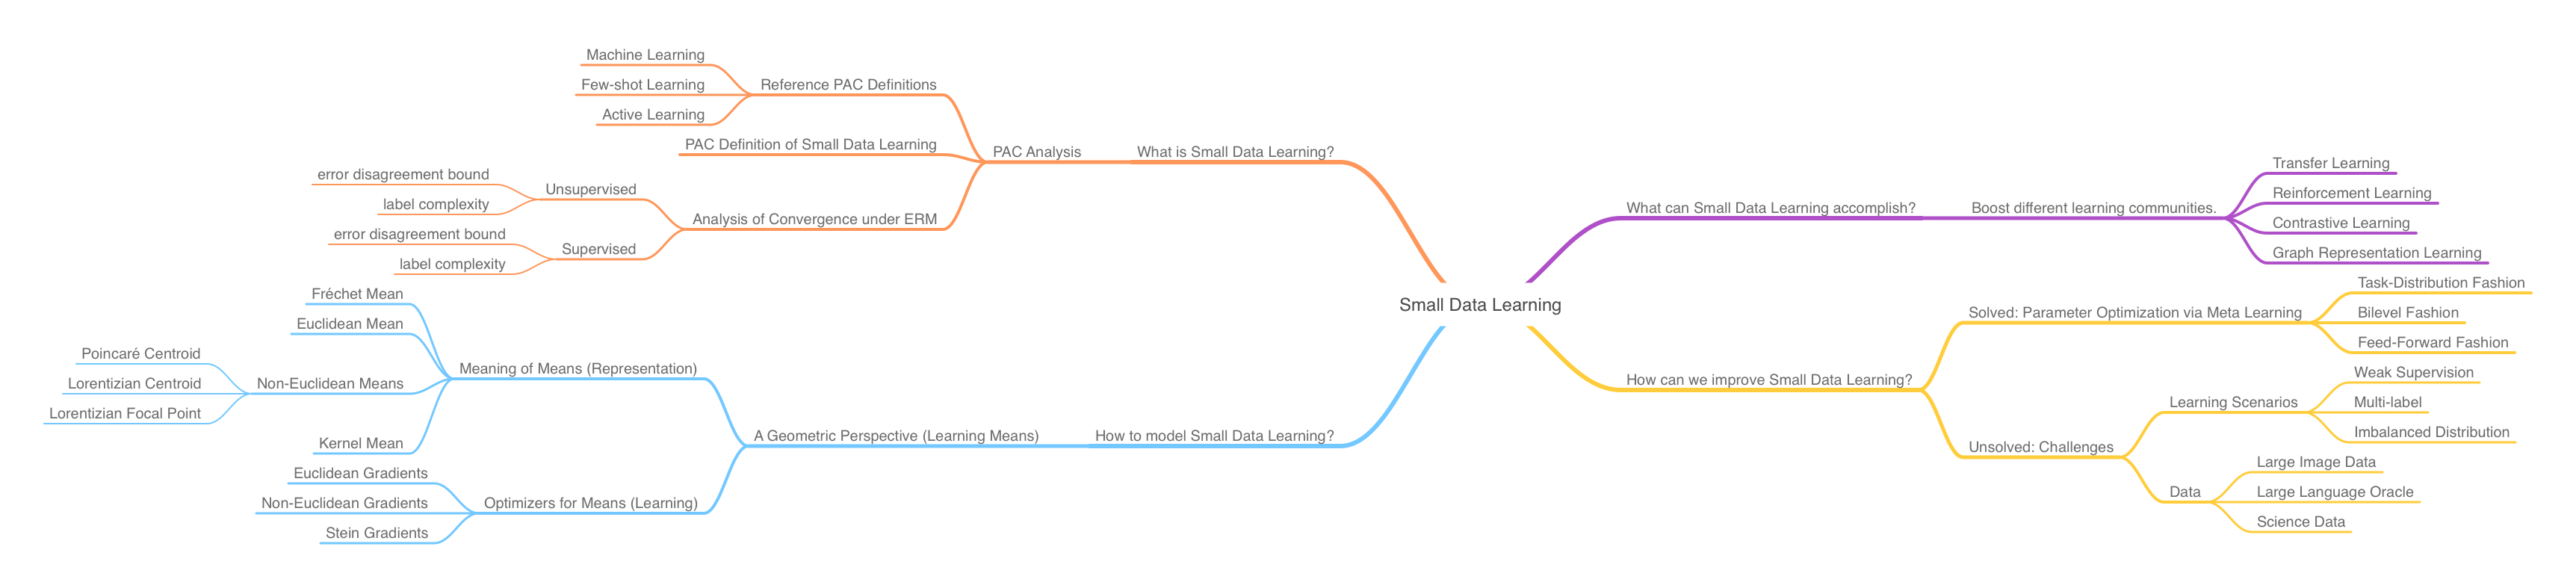 Small Data Learning
What is Small Data Learning?
PAC Analysis
Reference PAC Definitions
Machine Learning
Few-shot Learning
Active Learning
PAC Definition of Small Data Learning
Analysis of Convergence under ERM
Unsupervised
error disagreement bound
label complexity
Supervised
error disagreement bound
label complexity
How to model Small Data Learning?
A Geometric Perspective (Learning Means)
Meaning of Means (Representation)
Fréchet Mean
Euclidean Mean
Non-Euclidean Means
Poincaré Centroid
Lorentizian Centroid
Lorentizian Focal Point
Kernel Mean
Optimizers for Means (Learning)
Euclidean Gradients
Non-Euclidean Gradients
Stein Gradients
What can Small Data Learning accomplish?
Boost different learning communities.
Transfer Learning
Reinforcement Learning
Contrastive Learning
Graph Representation Learning
How can we improve Small Data Learning?
Solved: Parameter Optimization via Meta Learning
Task-Distribution Fashion
Bilevel Fashion
Feed-Forward Fashion
Unsolved: Challenges
Learning Scenarios
Weak Supervision
Multi-label
Imbalanced Distribution
Data
Large Image Data
Large Language Oracle
Science Data